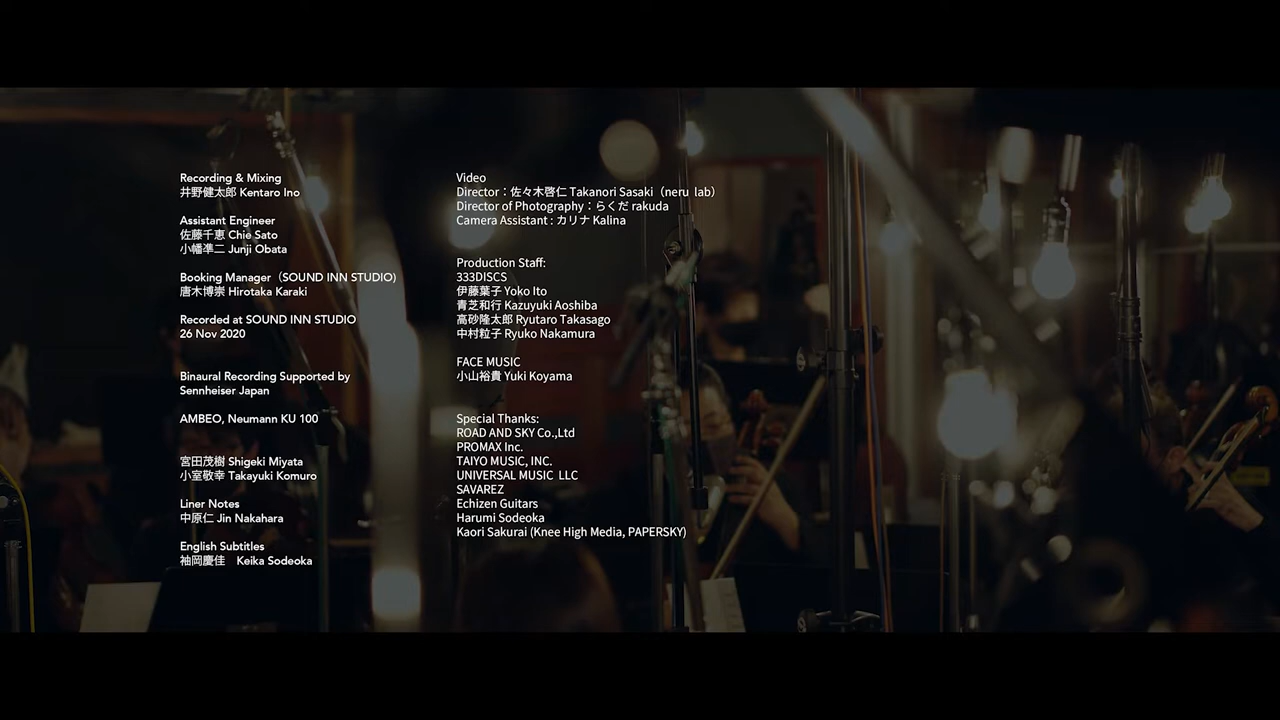 Recording & Mixing
井野健太郎 Kentaro Ino
Assistant Engineer
佐藤千恵 Chie Sato
小幡凖二 Junji Obata
Booking Manager（SOUND INN STUDIO)
唐木博崇 Hirotaka Karaki
Recorded at SOUND INN STUDIO
26 Nov 2020
Binaural Recording Supported by
Sennheiser Japan
AMBEO, Neumann KU 100
宮田茂樹 Shigeki Miyata
小室敬幸 Takayuki Komuro
Liner Notes
中原仁 Jin Nakahara
English Subtitles
袖岡慶佳　Keika Sodeoka
Video
Director：佐々木啓仁 Takanori Sasaki（neru lab）
Director of Photography：らくだ rakuda
Camera Assistant : カリナ Kalina
Production Staff:
333DISCS
伊藤葉子 Yoko Ito
青芝和行 Kazuyuki Aoshiba
高砂隆太郎 Ryutaro Takasago
中村粒子 Ryuko Nakamura
FACE MUSIC
小山裕貴 Yuki Koyama
Special Thanks:
ROAD AND SKY Co.,Ltd
PROMAX Inc.
TAIYO MUSIC, INC.
UNIVERSAL MUSIC LLC
SAVAREZ
Echizen Guitars
Harumi Sodeoka
Kaori Sakurai (Knee High Media, PAPERSKY)